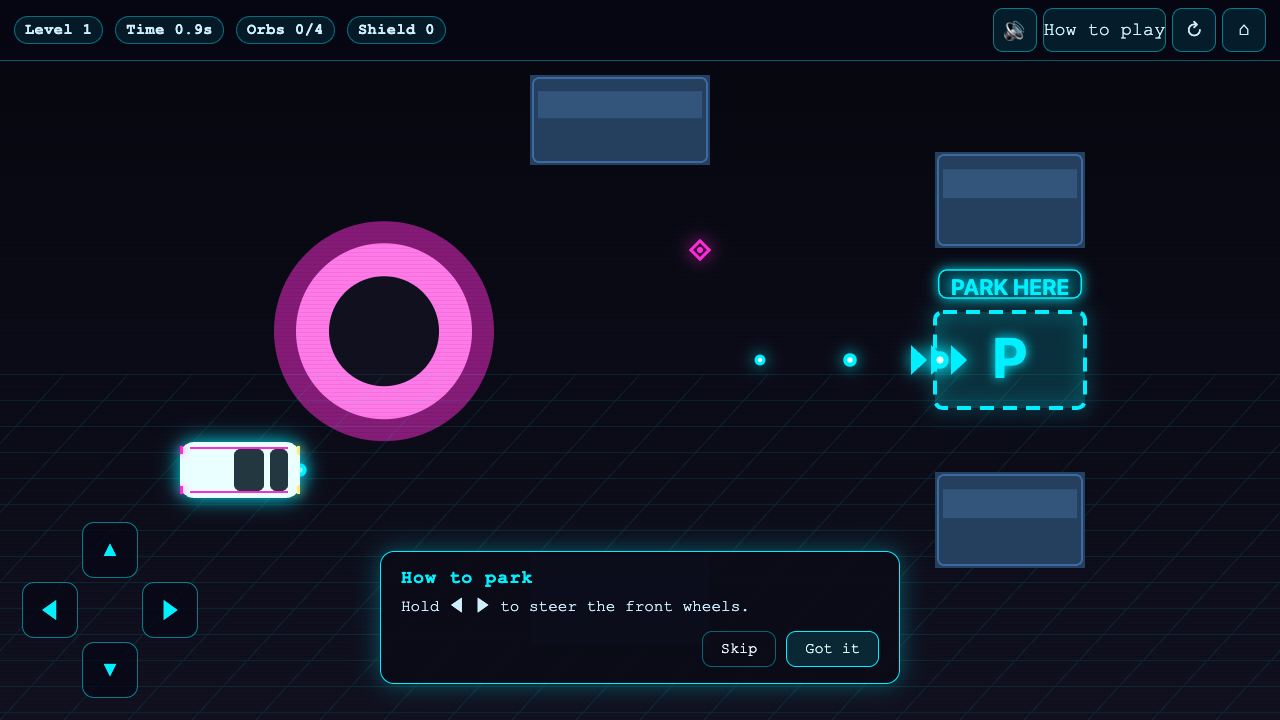 Level 1
Time 0.9s
Orbs 0/4
Shield 0
How to play
PARK HERE
P
How to park
Hold ◀ ▶ to steer the front wheels.
Skip
Got it